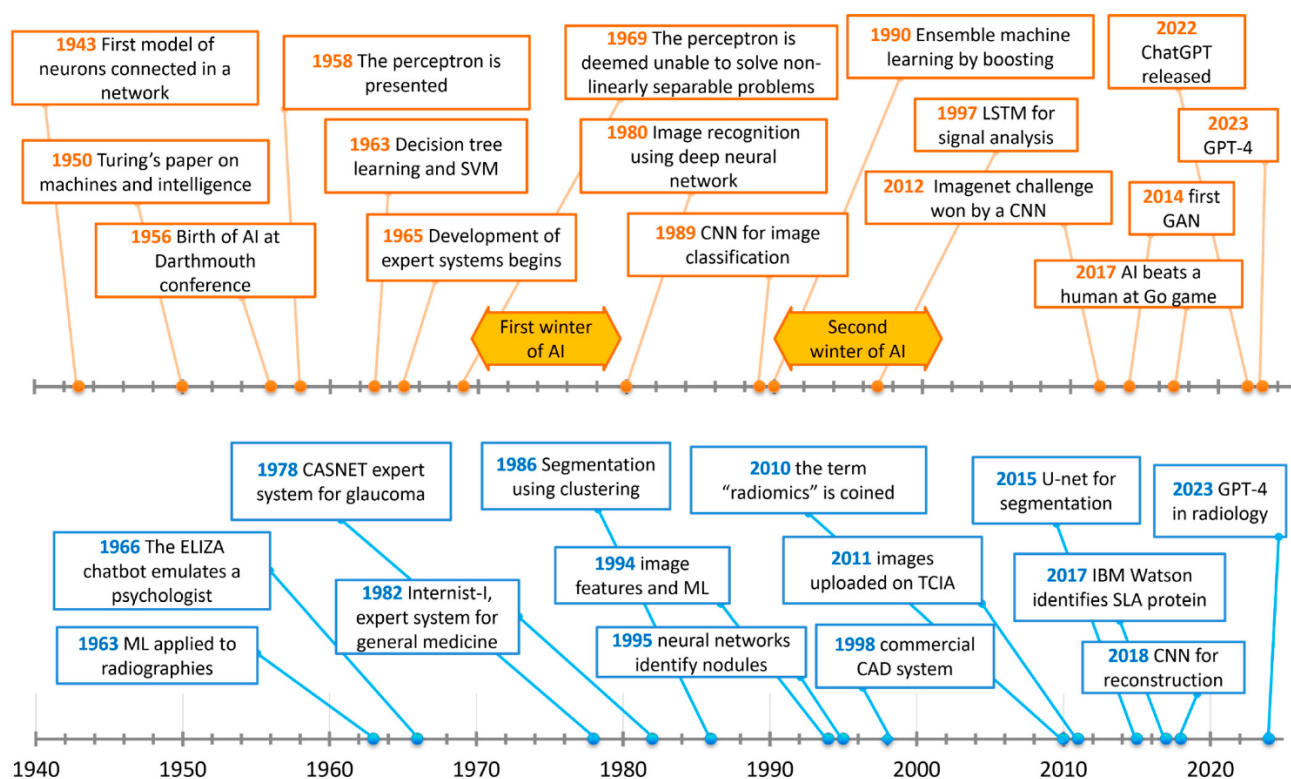 1943 First model of
neurons connected in a
network
1958 The perceptron is
presented
1969 The perceptron is
deemed unable to solve non-
linearly separable problems
1990 Ensemble machine
learning by boosting
2022
ChatGPT
released
1950 Turing's paper on
machines and intelligence
1963 Decision tree
learning and SVM
1980 Image recognition
using deep neural
network
1997 LSTM for
signal analysis
2023
GPT-4
1956 Birth of AI at
Darthmouth
conference
1965 Development of
expert systems begins
1989 CNN for image
classification
2012 Imagenet challenge
won by a CNN
2014 first
GAN
2017 AI beats a
human at Go game
First winter
of AI
Second
winter of AI
1978 CASNET expert
system for glaucoma
1986 Segmentation
using clustering
2010 the term
“radiomics” is coined
2015 U-net for
segmentation
2023 GPT-4
in radiology
1966 The ELIZA
chatbot emulates a
psychologist
1982 Internist-I,
expert system for
general medicine
1994 image
features and ML
2011 images
uploaded on TCIA
2017 IBM Watson
identifies SLA protein
1963 ML applied to
radiographies
1995 neural networks
identify nodules
1998 commercial
CAD system
2018 CNN for
reconstruction
1940 1950 1960 1970 1980 1990 2000 2010 2020